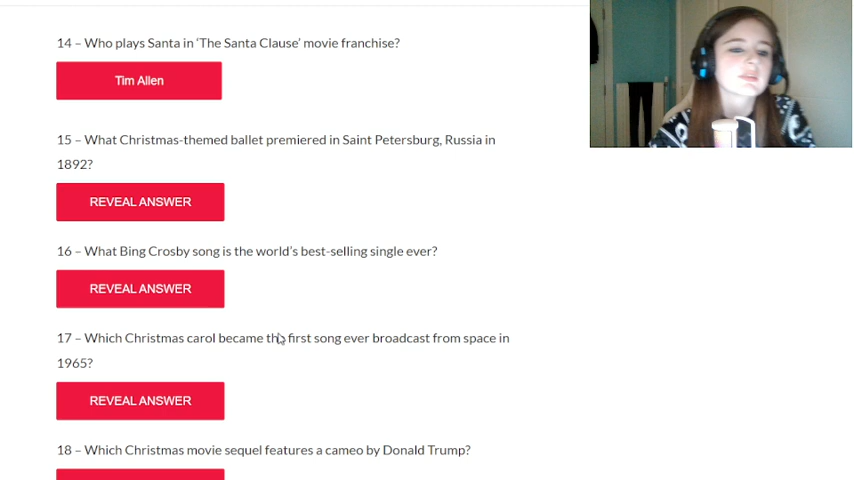 14 – Who plays Santa in ‘The Santa Clause’ movie franchise?
Tim Allen
15 – What Christmas-themed ballet premiered in Saint Petersburg, Russia in
1892?
REVEAL ANSWER
16 – What Bing Crosby song is the world’s best-selling single ever?
REVEAL ANSWER
17 – Which Christmas carol became the first song ever broadcast from space in
1965?
REVEAL ANSWER
18 – Which Christmas movie sequel features a cameo by Donald Trump?